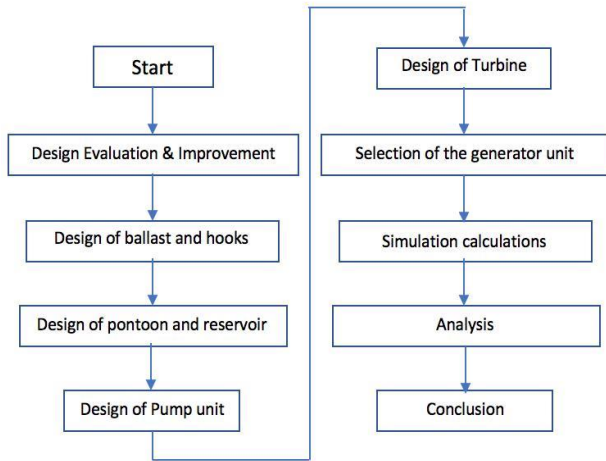 Start
Design Evaluation & Improvement
Design of ballast and hooks
Design of pontoon and reservoir
Design of Pump unit
Design of Turbine
Selection of the generator unit
Simulation calculations
Analysis
Conclusion